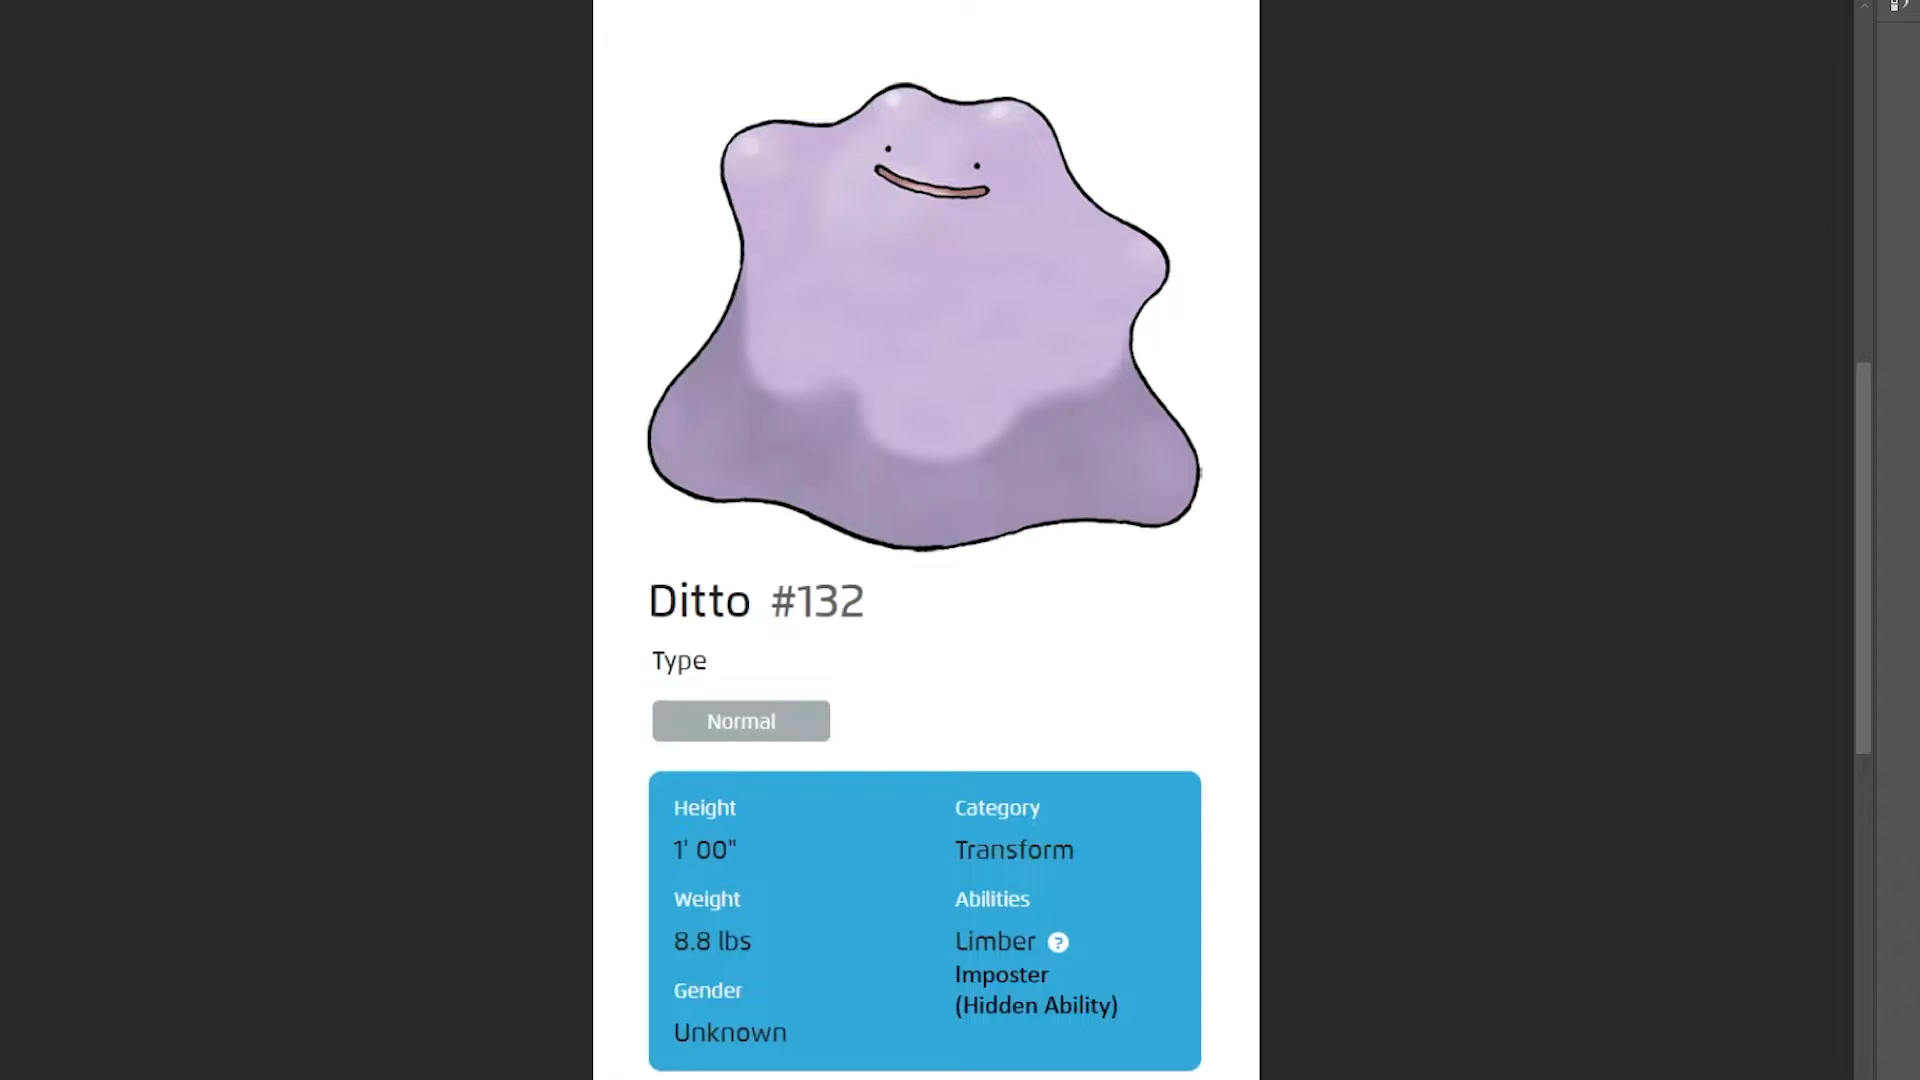 Ditto #132
Type
Normal
Height
1' 00"
Weight
8.8 lbs
Gender
Unknown
Category
Transform
Abilities
Limber ?
Imposter
(Hidden Ability)